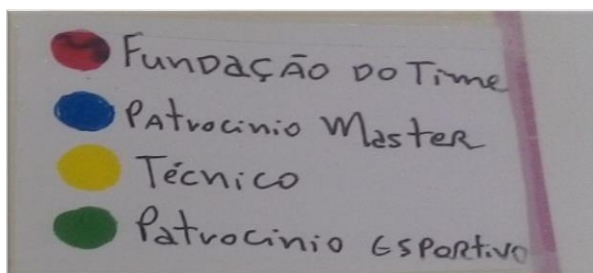 FUNDAÇÃO DO Time
PAtrocinio Master
Técnico
Patrocinio ESPORtivo